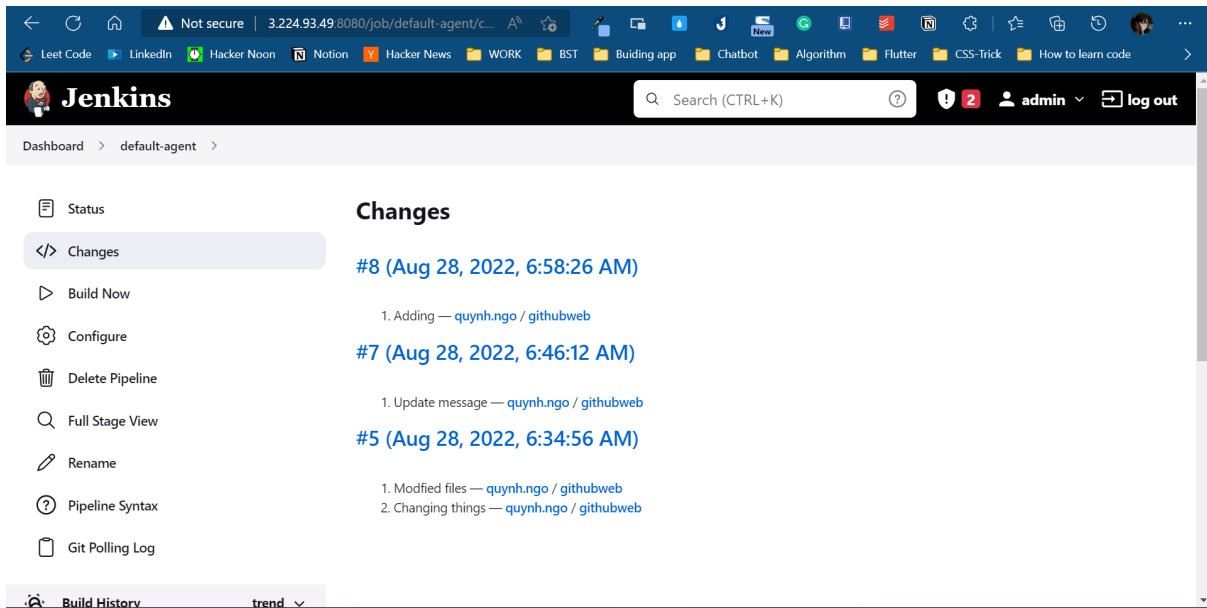 Not secure | 3.224.93.49:8080/job/default-agent/c...
New
Leet Code LinkedIn Hacker Noon Notion Hacker News WORK BST Buiding app Chatbot Algorithm Flutter CSS-Trick How to learn code
Jenkins Search (CTRL+K) 2 admin log out
Dashboard > default-agent >
Status
Changes
Build Now
Configure
Delete Pipeline
Full Stage View
Rename
Pipeline Syntax
Git Polling Log
Build History trend
Changes
#8 (Aug 28, 2022, 6:58:26 AM)
1. Adding — quynh.ngo / githubweb
#7 (Aug 28, 2022, 6:46:12 AM)
1. Update message — quynh.ngo / githubweb
#5 (Aug 28, 2022, 6:34:56 AM)
1. Modfied files — quynh.ngo / githubweb
2. Changing things — quynh.ngo / githubweb